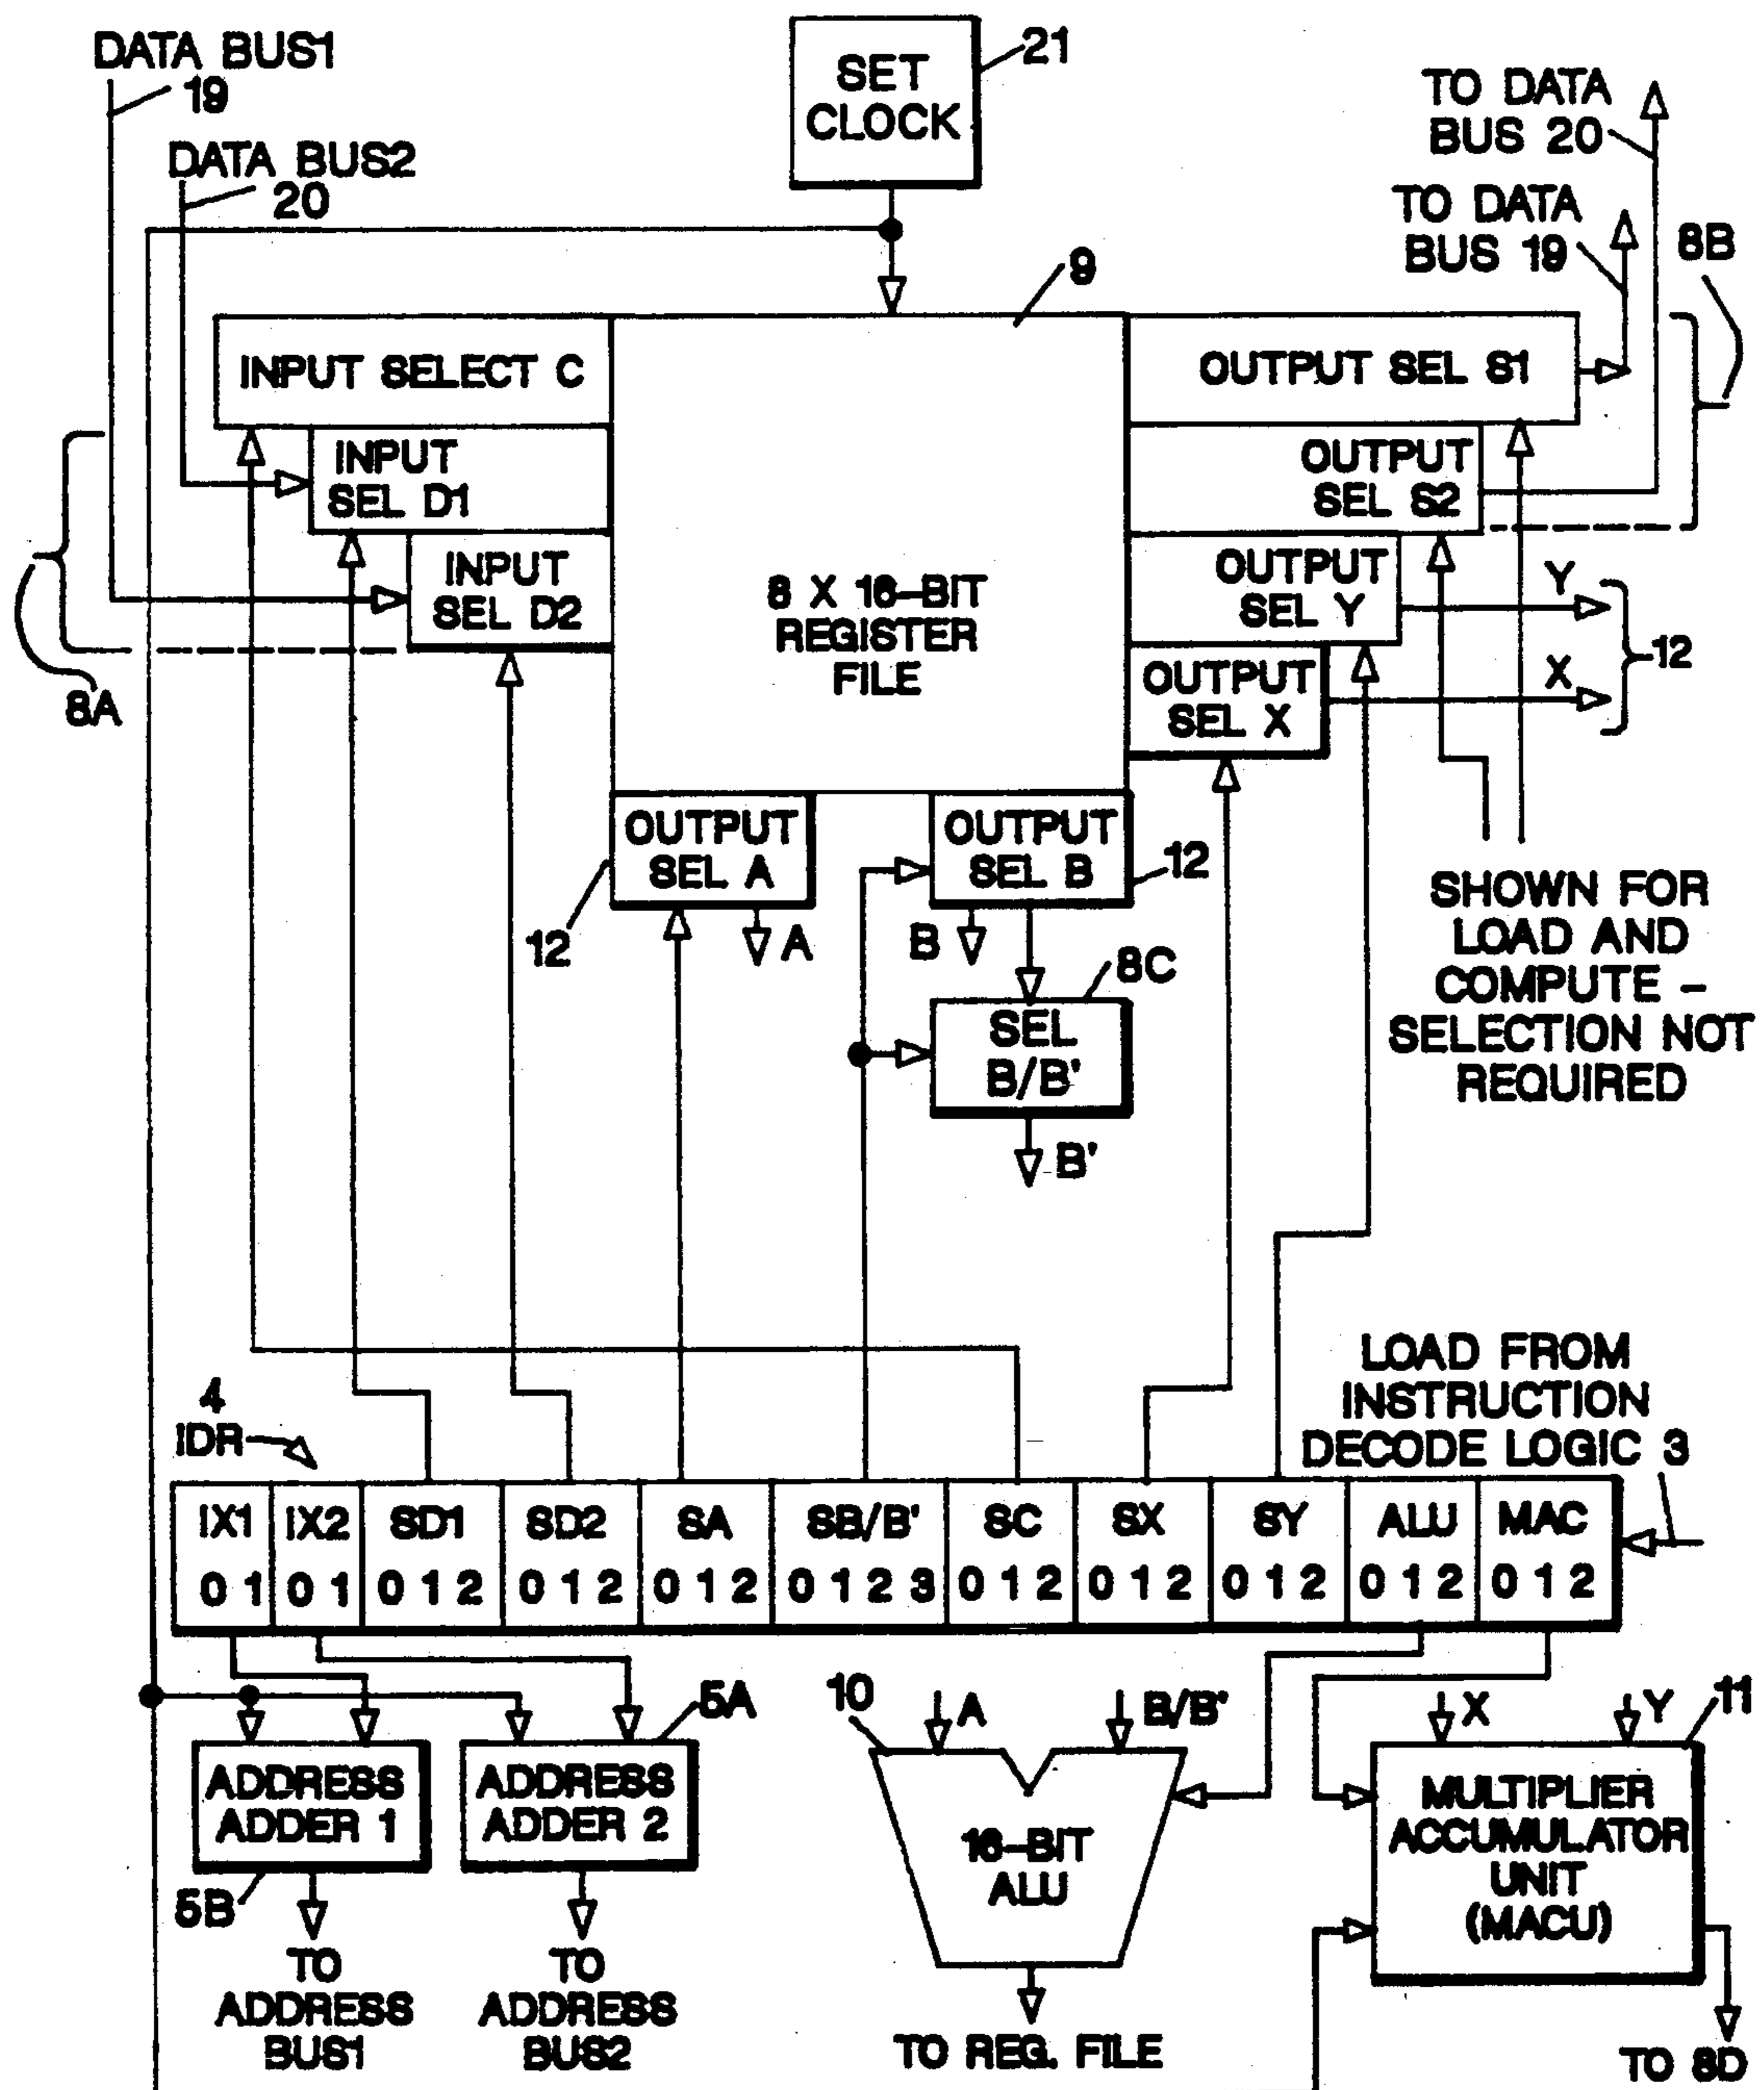 DATA BUS1
19
DATA BUS2
20
SET
CLOCK
21
TO DATA
BUS 20
TO DATA
BUS 19
8B
9
INPUT SELECT C
INPUT
SEL D1
INPUT
SEL D2
8A
8 X 16-BIT
REGISTER
FILE
OUTPUT SEL S1
OUTPUT
SEL S2
OUTPUT
SEL Y
OUTPUT
SEL X
Y
X
12
OUTPUT
SEL A
12
A
OUTPUT
SEL B
12
B
8C
SEL
B/B'
B'
SHOWN FOR
LOAD AND
COMPUTE -
SELECTION NOT
REQUIRED
LOAD FROM
INSTRUCTION
DECODE LOGIC 3
4
IDR
IX1 IX2 SD1 SD2 SA SB/B' SC SX SY ALU MAC
0 1 0 1 0 1 2 0 1 2 0 1 2 0 1 2 3 0 1 2 0 1 2 0 1 2 0 1 2 0 1 2
5A
ADDRESS
ADDER 1
5B
TO
ADDRESS
BUS1
ADDRESS
ADDER 2
TO
ADDRESS
BUS2
10
A
B/B'
16-BIT
ALU
TO REG. FILE
X
Y
11
MULTIPLIER
ACCUMULATOR
UNIT
(MACU)
TO 8D